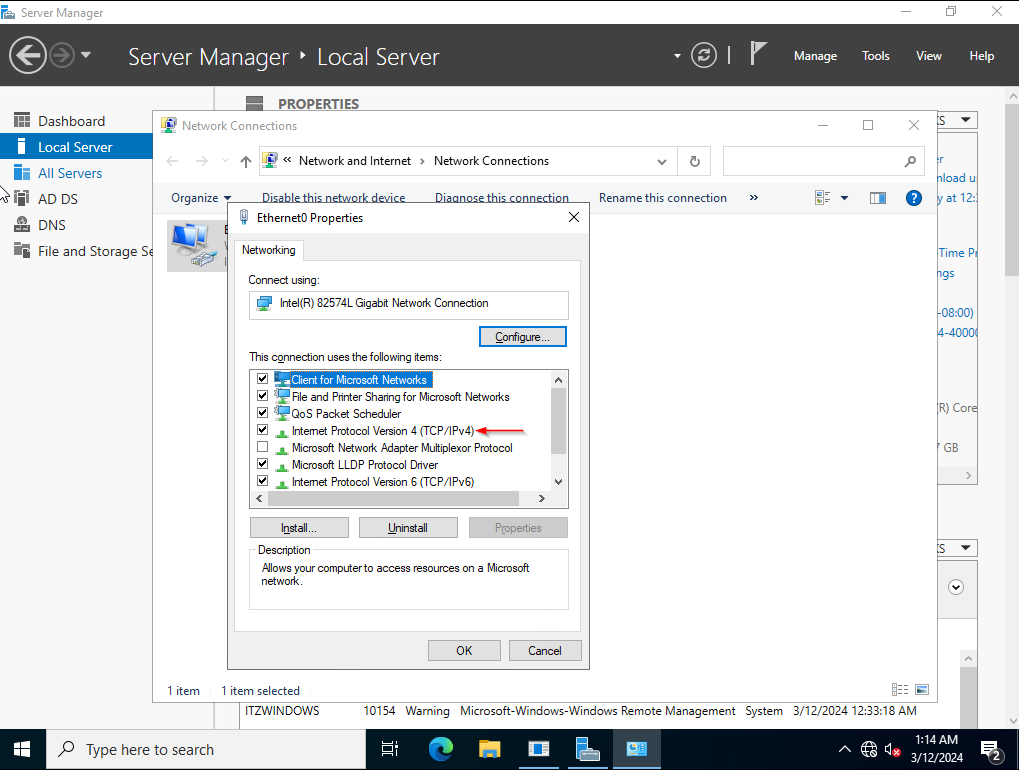 Server Manager
Server Manager ‣ Local Server
Manage Tools View Help
Dashboard
Local Server
All Servers
AD DS
DNS
File and Storage Se
PROPERTIES
Network Connections
« Network and Internet › Network Connections
Organize Disable this network device Diagnose this connection Rename this connection »
Ethernet0 Properties
Networking
Connect using:
Intel(R) 82574L Gigabit Network Connection
Configure...
This connection uses the following items:
Client for Microsoft Networks
File and Printer Sharing for Microsoft Networks
QoS Packet Scheduler
Internet Protocol Version 4 (TCP/IPv4)
Microsoft Network Adapter Multiplexor Protocol
Microsoft LLDP Protocol Driver
Internet Protocol Version 6 (TCP/IPv6)
Install... Uninstall Properties
Description
Allows your computer to access resources on a Microsoft
network.
OK Cancel
KS
er
nload u
y at 12:
-Time Pr
ngs
-08:00)
4-4000
(R) Core
7 GB
KS
1 item 1 item selected
ITZWINDOWS 10154 Warning Microsoft-Windows-Windows Remote Management System 3/12/2024 12:33:18 AM
Type here to search
1:14 AM
3/12/2024
2